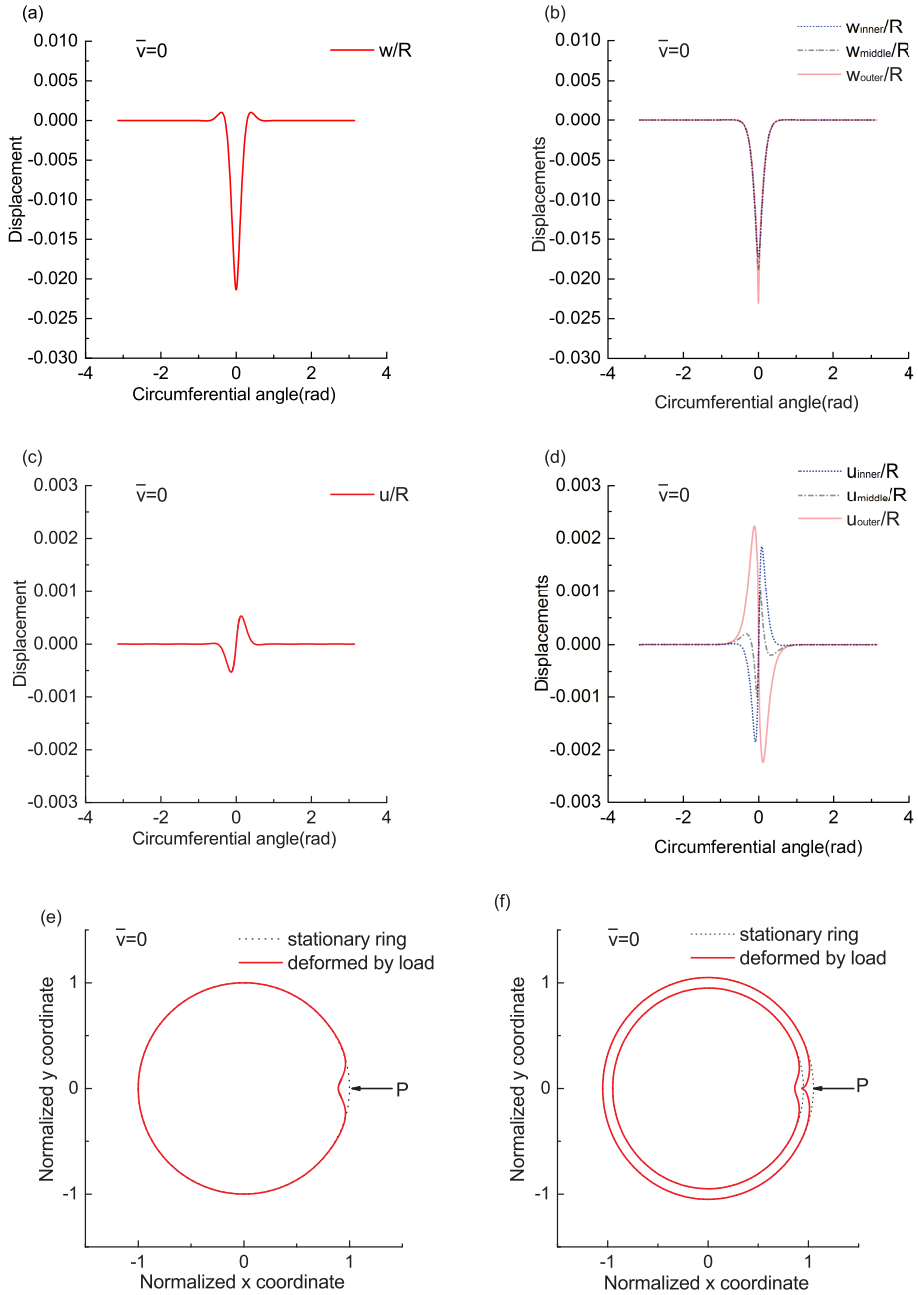 (a)
v̅=0
w/R
0.010
0.005
0.000
-0.005
-0.010
-0.015
-0.020
-0.025
-0.030
Displacement
-4
-2
0
2
4
Circumferential angle(rad)
(b)
v̅=0
winner/R
wmiddle/R
wouter/R
0.010
0.005
0.000
-0.005
-0.010
-0.015
-0.020
-0.025
-0.030
Displacements
-4
-2
0
2
4
Circumferential angle(rad)
(c)
v̅=0
u/R
0.003
0.002
0.001
0.000
-0.001
-0.002
-0.003
Displacement
-4
-2
0
2
4
Circumferential angle(rad)
(d)
v̅=0
uinner/R
umiddle/R
uouter/R
0.003
0.002
0.001
0.000
-0.001
-0.002
-0.003
Displacements
-4
-2
0
2
4
Circumferential angle(rad)
(e)
v̅=0
stationary ring
deformed by load
1
0
-1
Normalized y coordinate
P
-1
0
1
Normalized x coordinate
(f)
v̅=0
stationary ring
deformed by load
1
0
-1
Normalized y coordinate
P
-1
0
1
Normalized x coordinate